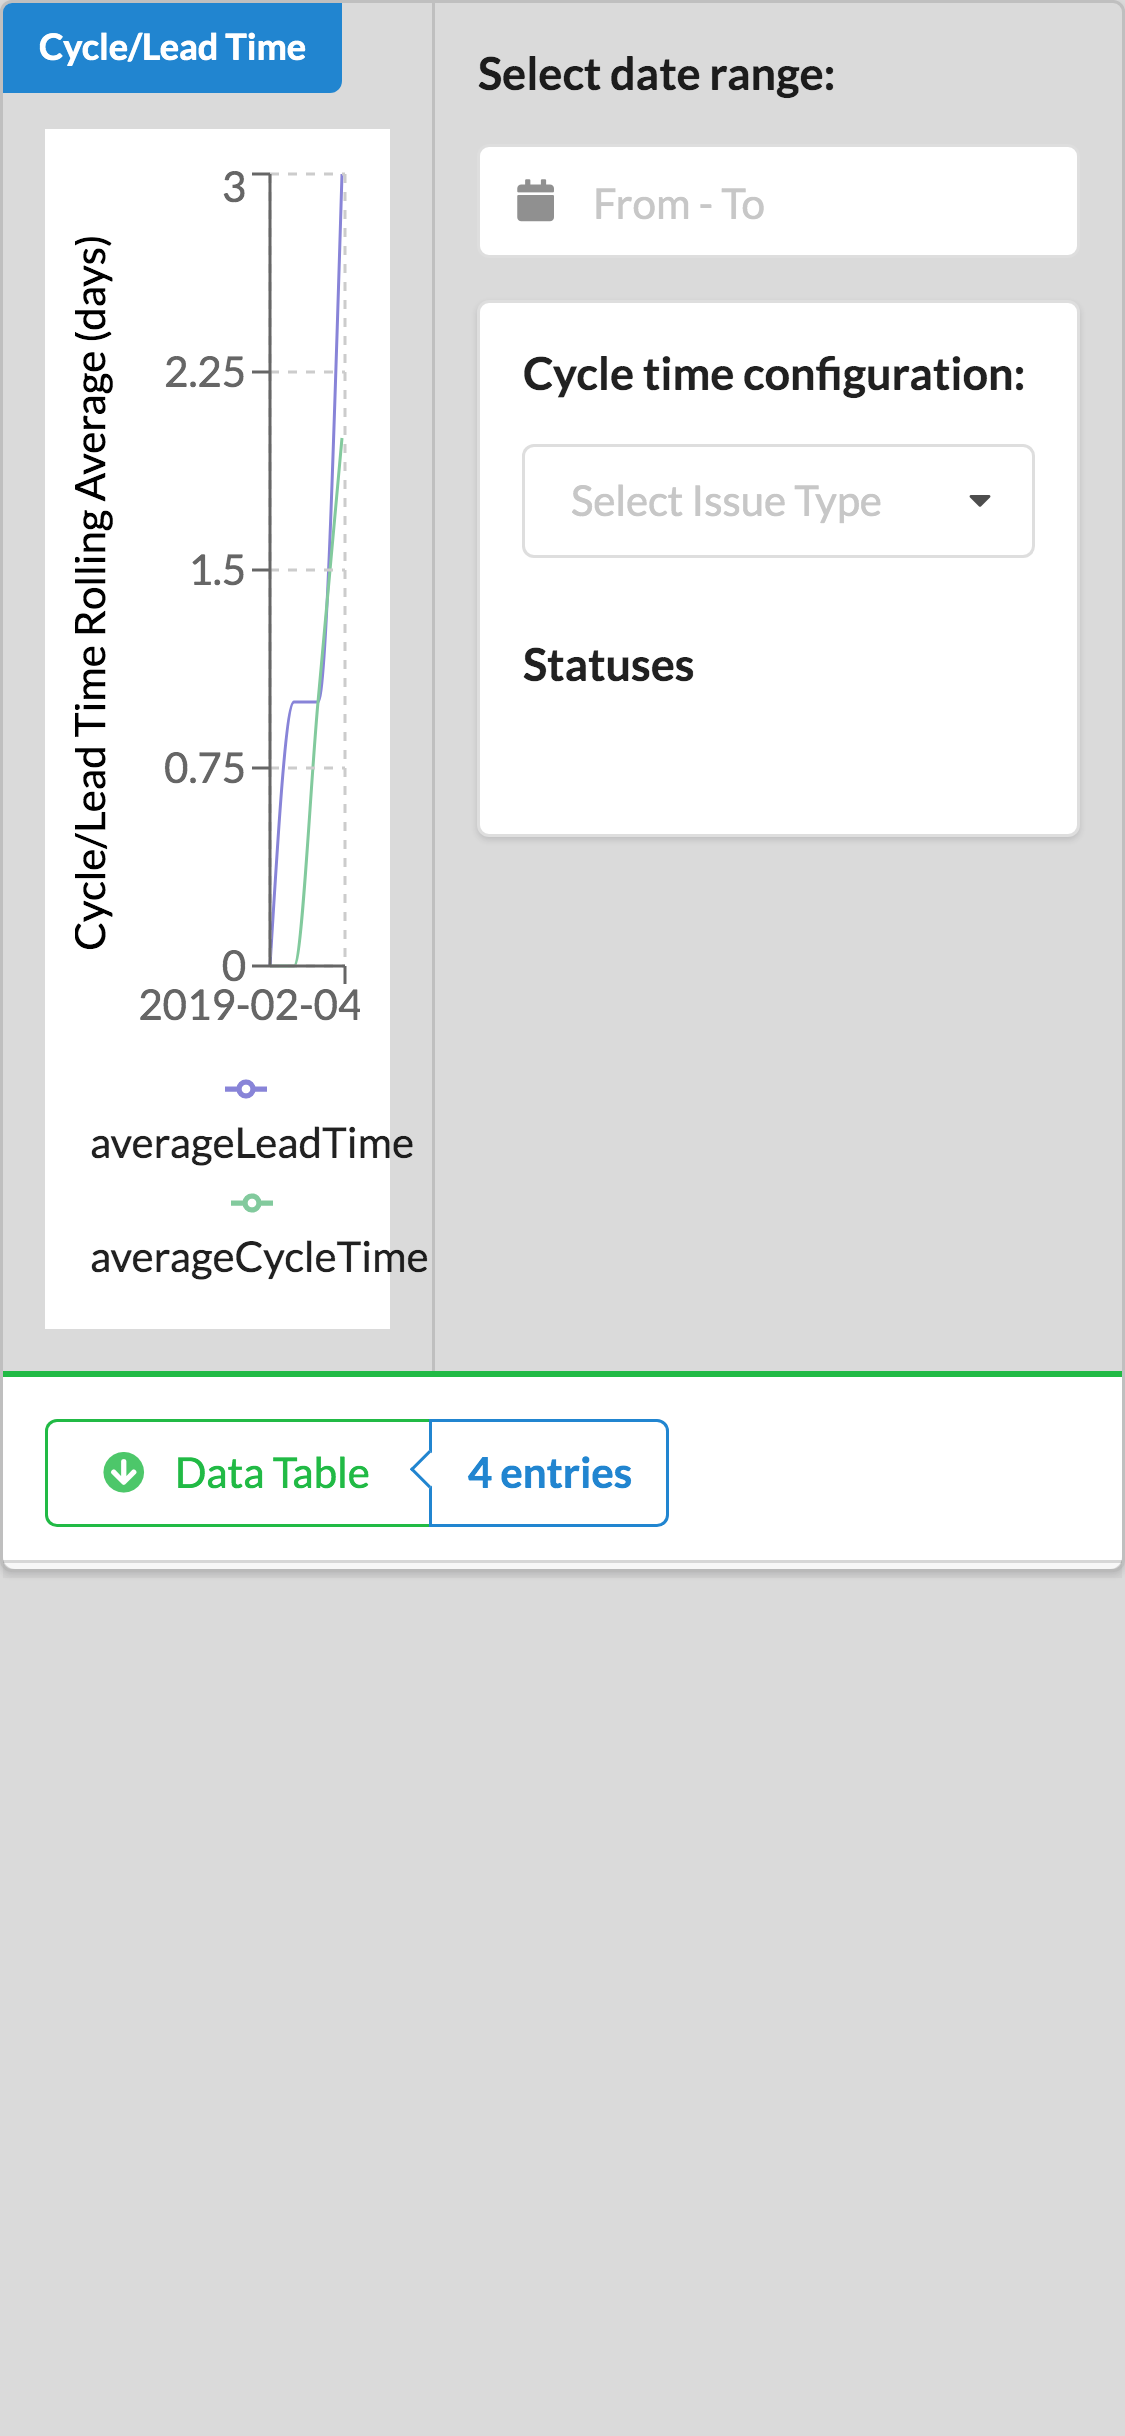 Cycle/Lead Time
Cycle/Lead Time Rolling Average (days)
3
2.25
1.5
0.75
0
2019-02-04
averageLeadTime
averageCycleTime
Select date range:
From - To
Cycle time configuration:
Select Issue Type
Statuses
Data Table
4 entries